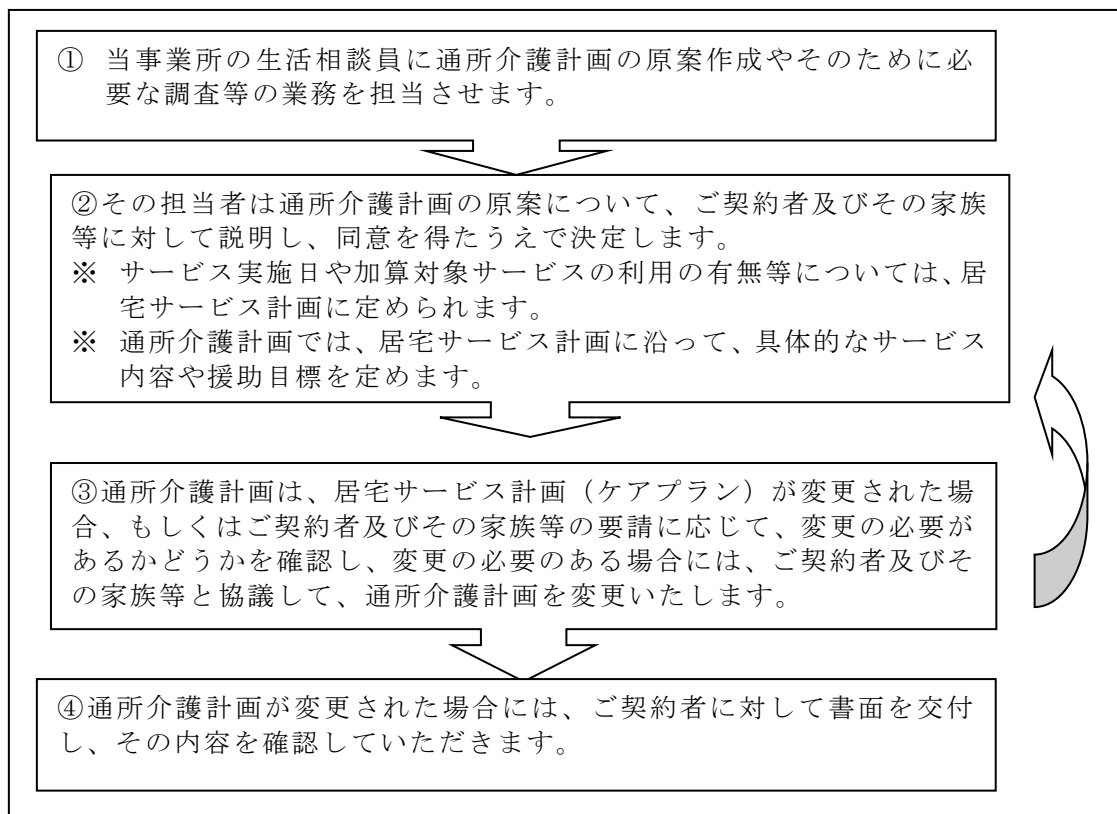 ① 当事業所の生活相談員に通所介護計画の原案作成やそのために必
要な調査等の業務を担当させます。
②その担当者は通所介護計画の原案について、ご契約者及びその家族
等に対して説明し、同意を得たうえで決定します。
※ サービス実施日や加算対象サービスの利用の有無等については、居
宅サービス計画に定められます。
※ 通所介護計画では、居宅サービス計画に沿って、具体的なサービス
内容や援助目標を定めます。
③通所介護計画は、居宅サービス計画（ケアプラン）が変更された場
合、もしくはご契約者及びその家族等の要請に応じて、変更の必要が
あるかどうかを確認し、変更の必要のある場合には、ご契約者及びそ
の家族等と協議して、通所介護計画を変更いたします。
④通所介護計画が変更された場合には、ご契約者に対して書面を交付
し、その内容を確認していただきます。